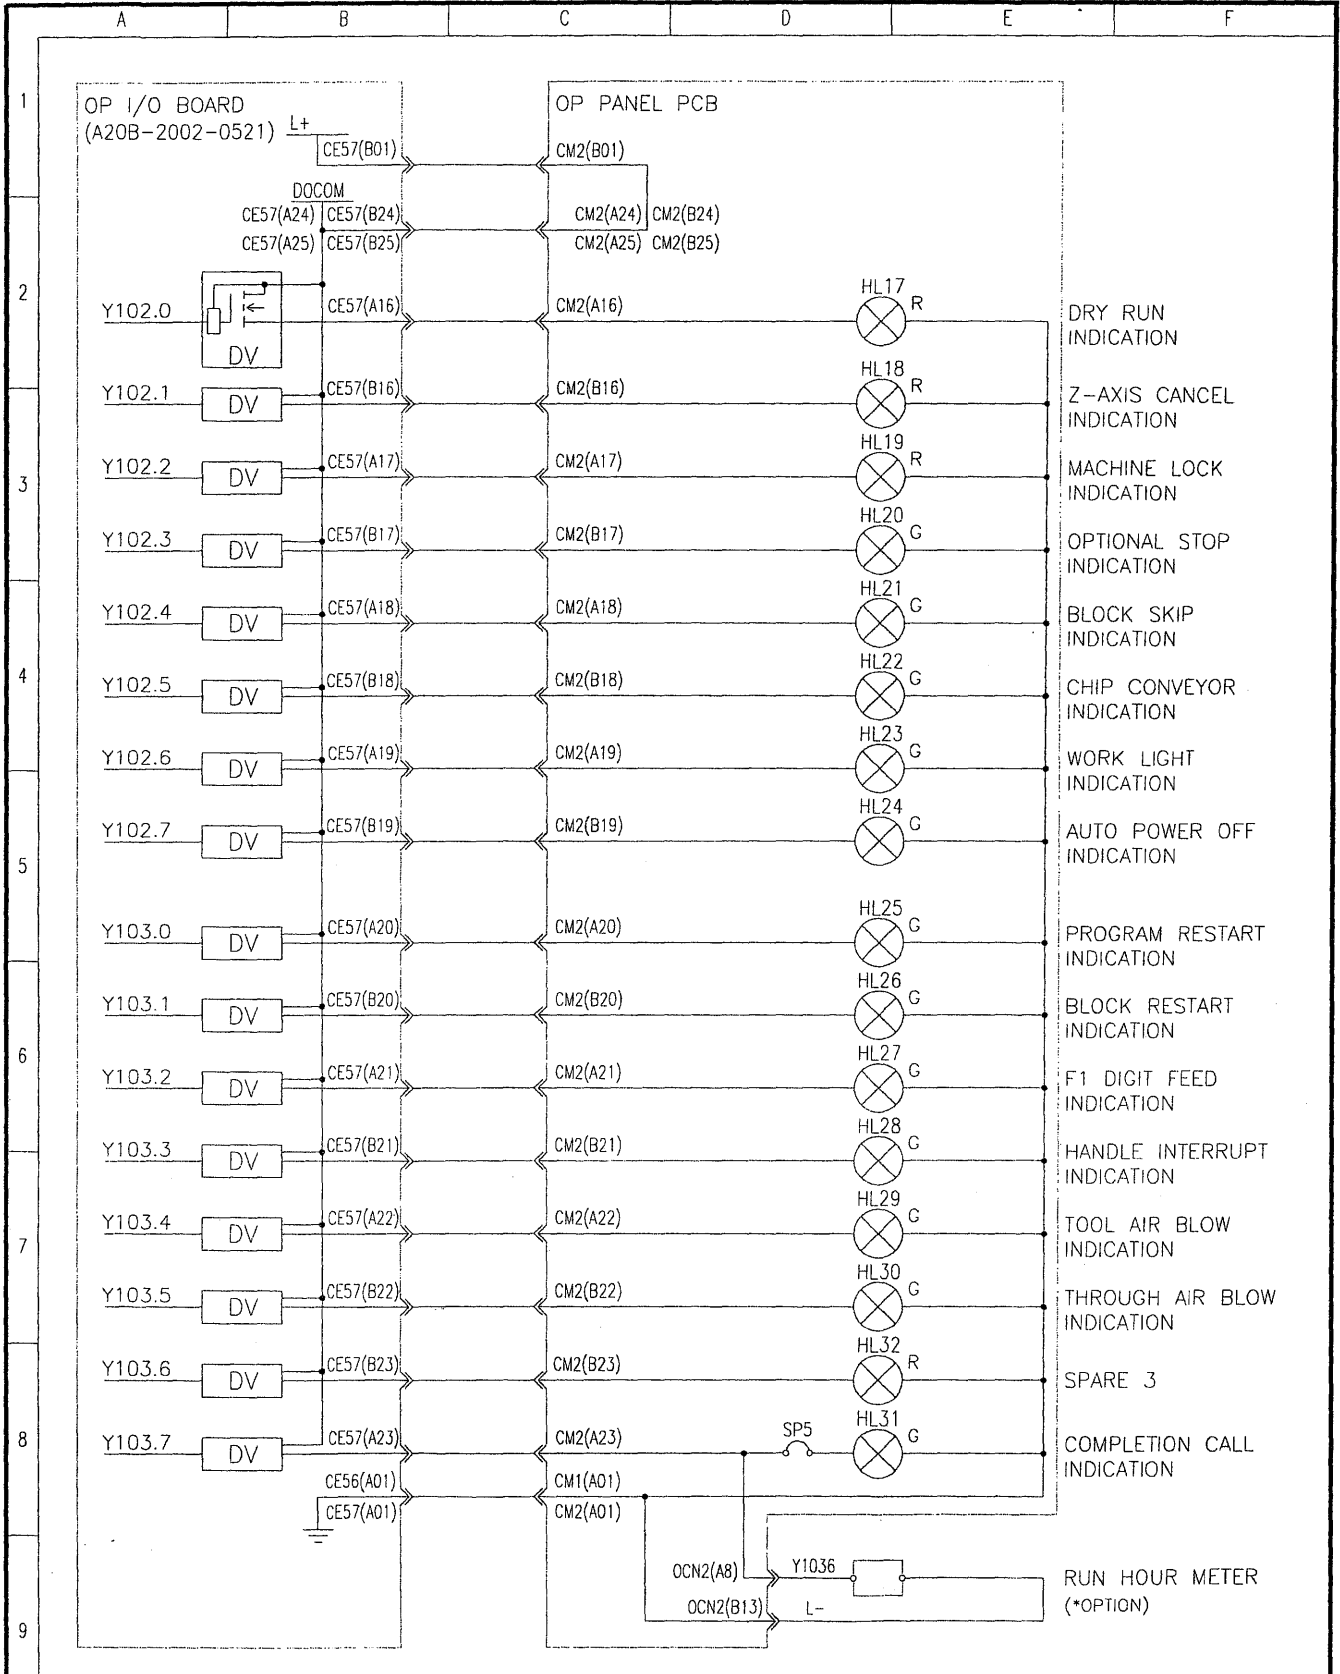 A B C D E F
1
OP I/O BOARD
(A20B-2002-0521)
L+
CE57(B01)
OP PANEL PCB
CM2(B01)
DOCOM
CE57(A24) CE57(B24) CM2(A24) CM2(B24)
CE57(A25) CE57(B25) CM2(A25) CM2(B25)
2
Y102.0 DV CE57(A16) CM2(A16) HL17 R DRY RUN
INDICATION
Y102.1 DV CE57(B16) CM2(B16) HL18 R Z-AXIS CANCEL
INDICATION
3
Y102.2 DV CE57(A17) CM2(A17) HL19 R MACHINE LOCK
INDICATION
Y102.3 DV CE57(B17) CM2(B17) HL20 G OPTIONAL STOP
INDICATION
Y102.4 DV CE57(A18) CM2(A18) HL21 G BLOCK SKIP
INDICATION
4
Y102.5 DV CE57(B18) CM2(B18) HL22 G CHIP CONVEYOR
INDICATION
Y102.6 DV CE57(A19) CM2(A19) HL23 G WORK LIGHT
INDICATION
5
Y102.7 DV CE57(B19) CM2(B19) HL24 G AUTO POWER OFF
INDICATION
Y103.0 DV CE57(A20) CM2(A20) HL25 G PROGRAM RESTART
INDICATION
Y103.1 DV CE57(B20) CM2(B20) HL26 G BLOCK RESTART
INDICATION
6
Y103.2 DV CE57(A21) CM2(A21) HL27 G F1 DIGIT FEED
INDICATION
Y103.3 DV CE57(B21) CM2(B21) HL28 G HANDLE INTERRUPT
INDICATION
7
Y103.4 DV CE57(A22) CM2(A22) HL29 G TOOL AIR BLOW
INDICATION
Y103.5 DV CE57(B22) CM2(B22) HL30 G THROUGH AIR BLOW
INDICATION
Y103.6 DV CE57(B23) CM2(B23) HL32 R SPARE 3
8
Y103.7 DV CE57(A23) CM2(A23) SP5 HL31 G COMPLETION CALL
INDICATION
CE56(A01) CM1(A01)
CE57(A01) CM2(A01)
OCN2(A8) Y1036 RUN HOUR METER
(*OPTION)
OCN2(B13) L-
9